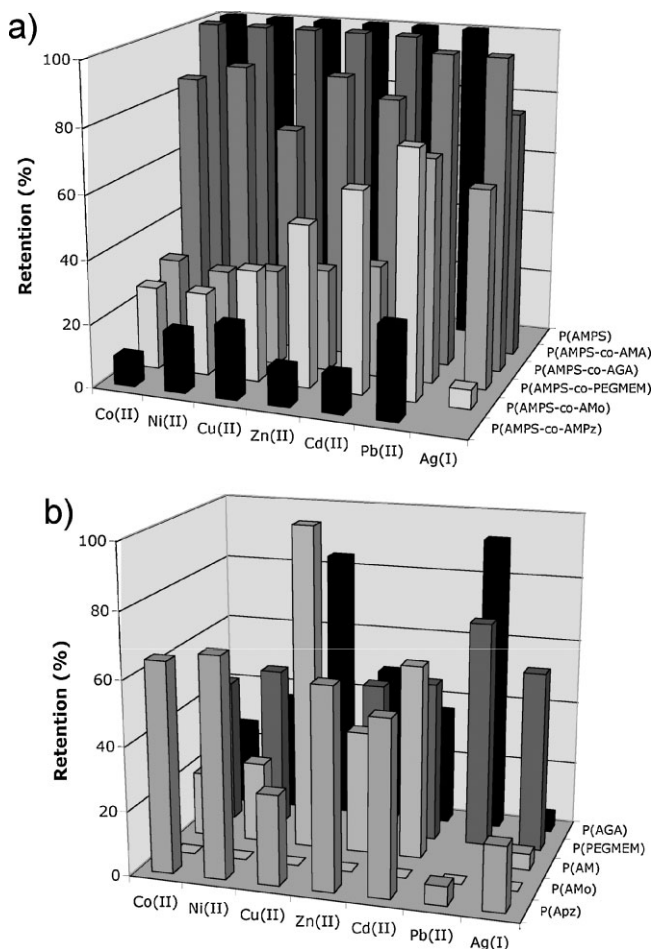 a)
Retention (%)
100
80
60
40
20
0
Co(II)
Ni(II)
Cu(II)
Zn(II)
Cd(II)
Pb(II)
Ag(I)
P(AMPS)
P(AMPS-co-AMA)
P(AMPS-co-AGA)
P(AMPS-co-PEGMEM)
P(AMPS-co-AMo)
P(AMPS-co-AMPz)
b)
Retention (%)
100
80
60
40
20
0
Co(II)
Ni(II)
Cu(II)
Zn(II)
Cd(II)
Pb(II)
Ag(I)
P(AGA)
P(PEGMEM)
P(AM)
P(AMo)
P(Apz)